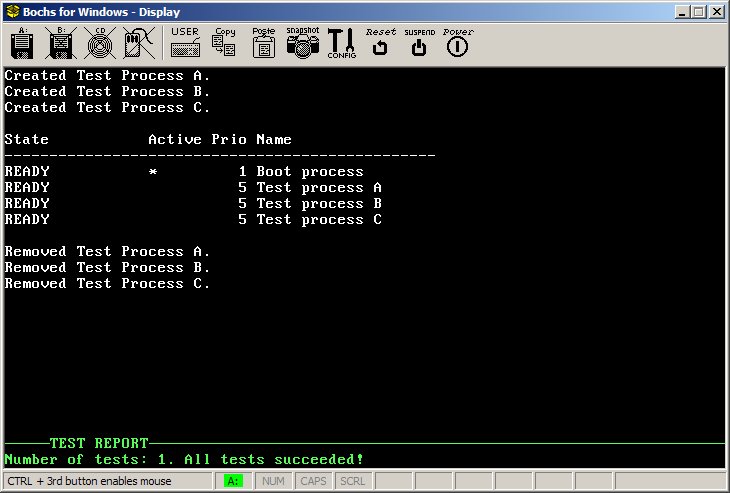 Bochs for Windows - Display
A: B: CD USER Copy Paste snapshot CONFIG Reset SUSPEND Power
Created Test Process A.
Created Test Process B.
Created Test Process C.
State Active Prio Name
------------------------------------------------
READY * 1 Boot process
READY 5 Test process A
READY 5 Test process B
READY 5 Test process C
Removed Test Process A.
Removed Test Process B.
Removed Test Process C.
TEST REPORT
Number of tests: 1. All tests succeeded!
CTRL + 3rd button enables mouse A: NUM CAPS SCRL